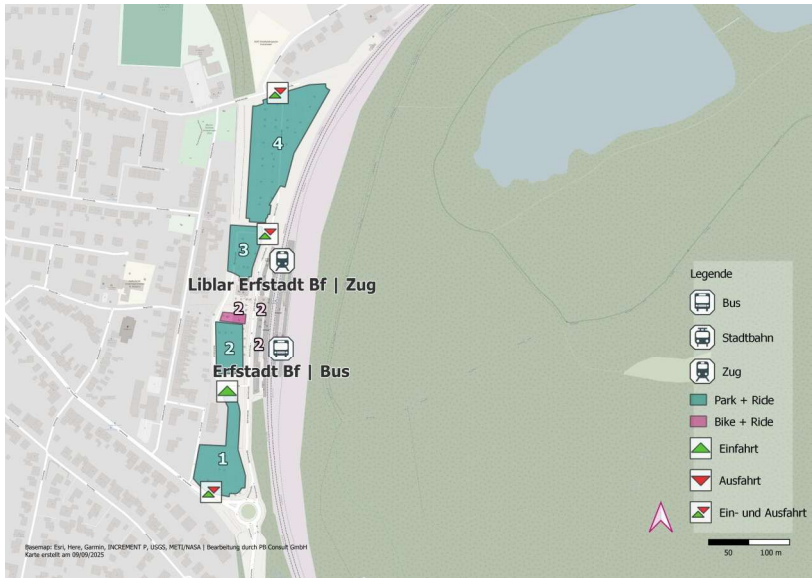 4
3
Liblar Erfstadt Bf | Zug
2
2
2
2
Erfstadt Bf | Bus
1
Legende
Bus
Stadtbahn
Zug
Park + Ride
Bike + Ride
Einfahrt
Ausfahrt
Ein- und Ausfahrt
50 100 m
Basemap: Esri, Here, Garmin, INCREMENT P, USGS, METI/NASA | Bearbeitung durch PB Consult GmbH
Karte erstellt am 09/09/2025